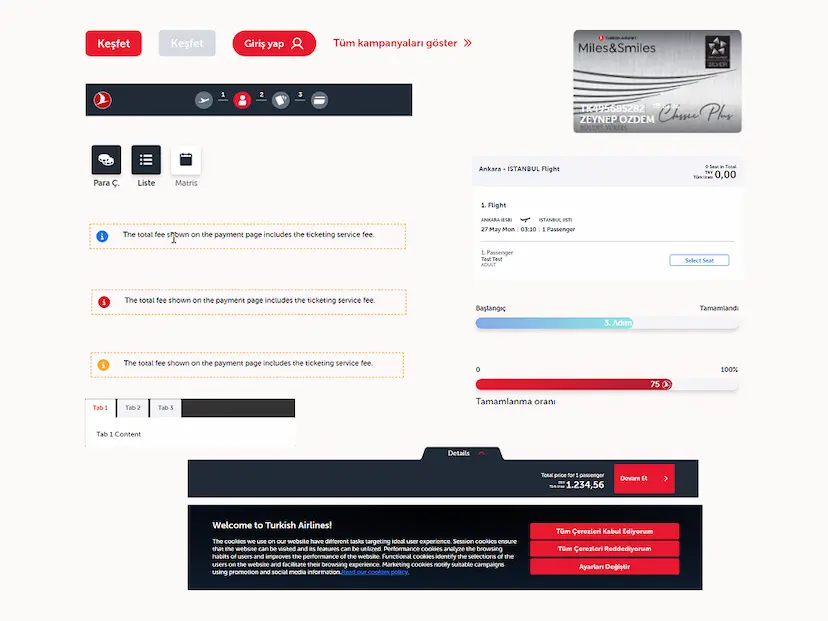 Keşfet
Keşfet
Giriş yap
Tüm kampanyaları göster
TURKISH AIRLINES
Miles&Smiles
SILVER
TK495685282
ZEYNEP OZDEM
Classic Plus
1
2
3
Para Ç.
Liste
Matris
Ankara - ISTANBUL Flight
0 Seat in Total
TRY
0,00
1. Flight
ANKARA (ESB)
ISTANBUL (IST)
27 May Mon | 03:10 | 1 Passenger
1. Passenger
Test Test
ADULT
Select Seat
The total fee shown on the payment page includes the ticketing service fee.
The total fee shown on the payment page includes the ticketing service fee.
The total fee shown on the payment page includes the ticketing service fee.
Başlangıç
Tamamlandı
3. Adım
0
100%
75
Tamamlanma oranı
Tab 1
Tab 2
Tab 3
Tab 1 Content
Details
Total price for 1 passenger
1.234,56
Devam Et
Welcome to Turkish Airlines!
The cookies we use on our website have different tasks targeting ideal user experience. Session cookies ensure
that the website can be visited and its features can be utilized. Performance cookies analyze the browsing
habits of users and improves the performance of the website. Functional cookies identify the selections of the
users on the website and facilitate their browsing experience. Marketing cookies notify suitable campaigns
using promotion and social media information.Read our cookies policy.
Tüm Çerezleri Kabul Ediyorum
Tüm Çerezleri Reddediyorum
Ayarları Değiştir